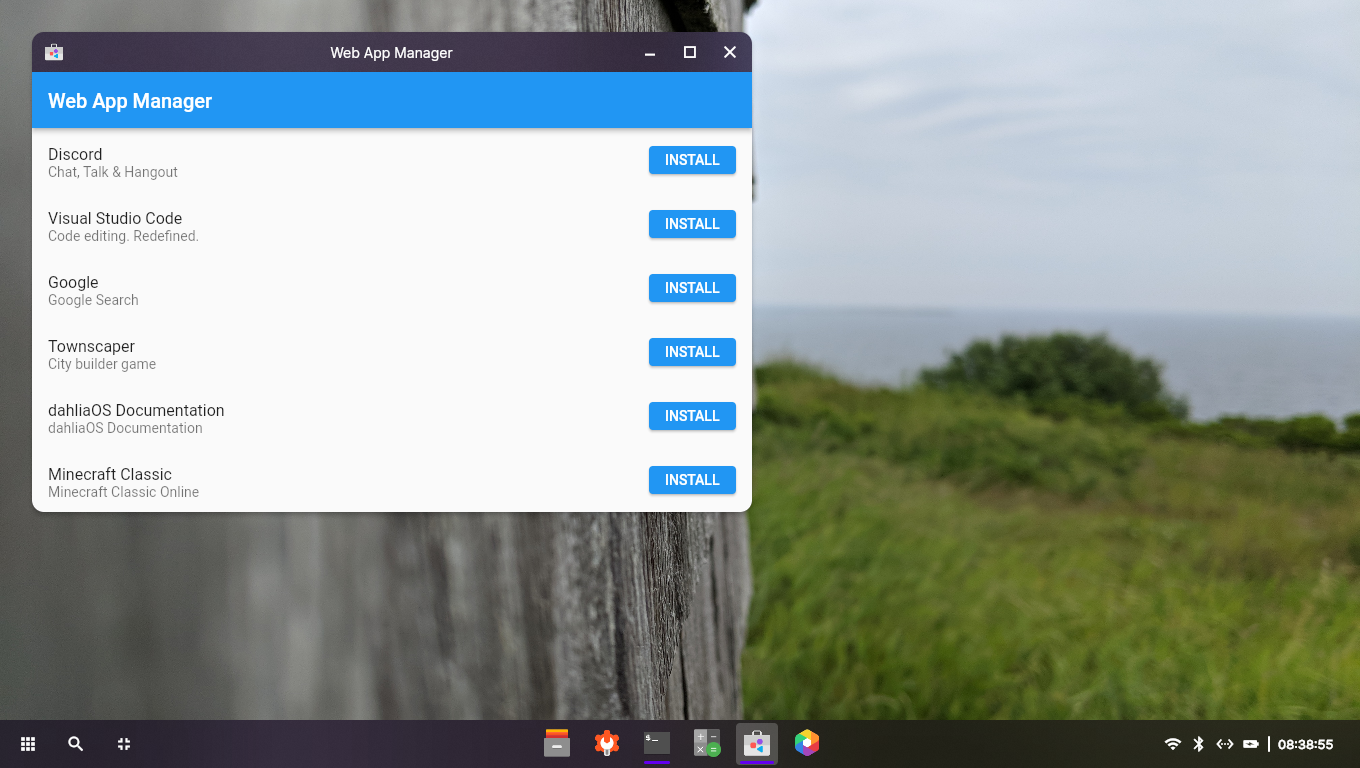 Web App Manager
Web App Manager
Discord
Chat, Talk & Hangout
INSTALL
Visual Studio Code
Code editing. Redefined.
INSTALL
Google
Google Search
INSTALL
Townscaper
City builder game
INSTALL
dahliaOS Documentation
dahliaOS Documentation
INSTALL
Minecraft Classic
Minecraft Classic Online
INSTALL
$_
08:38:55